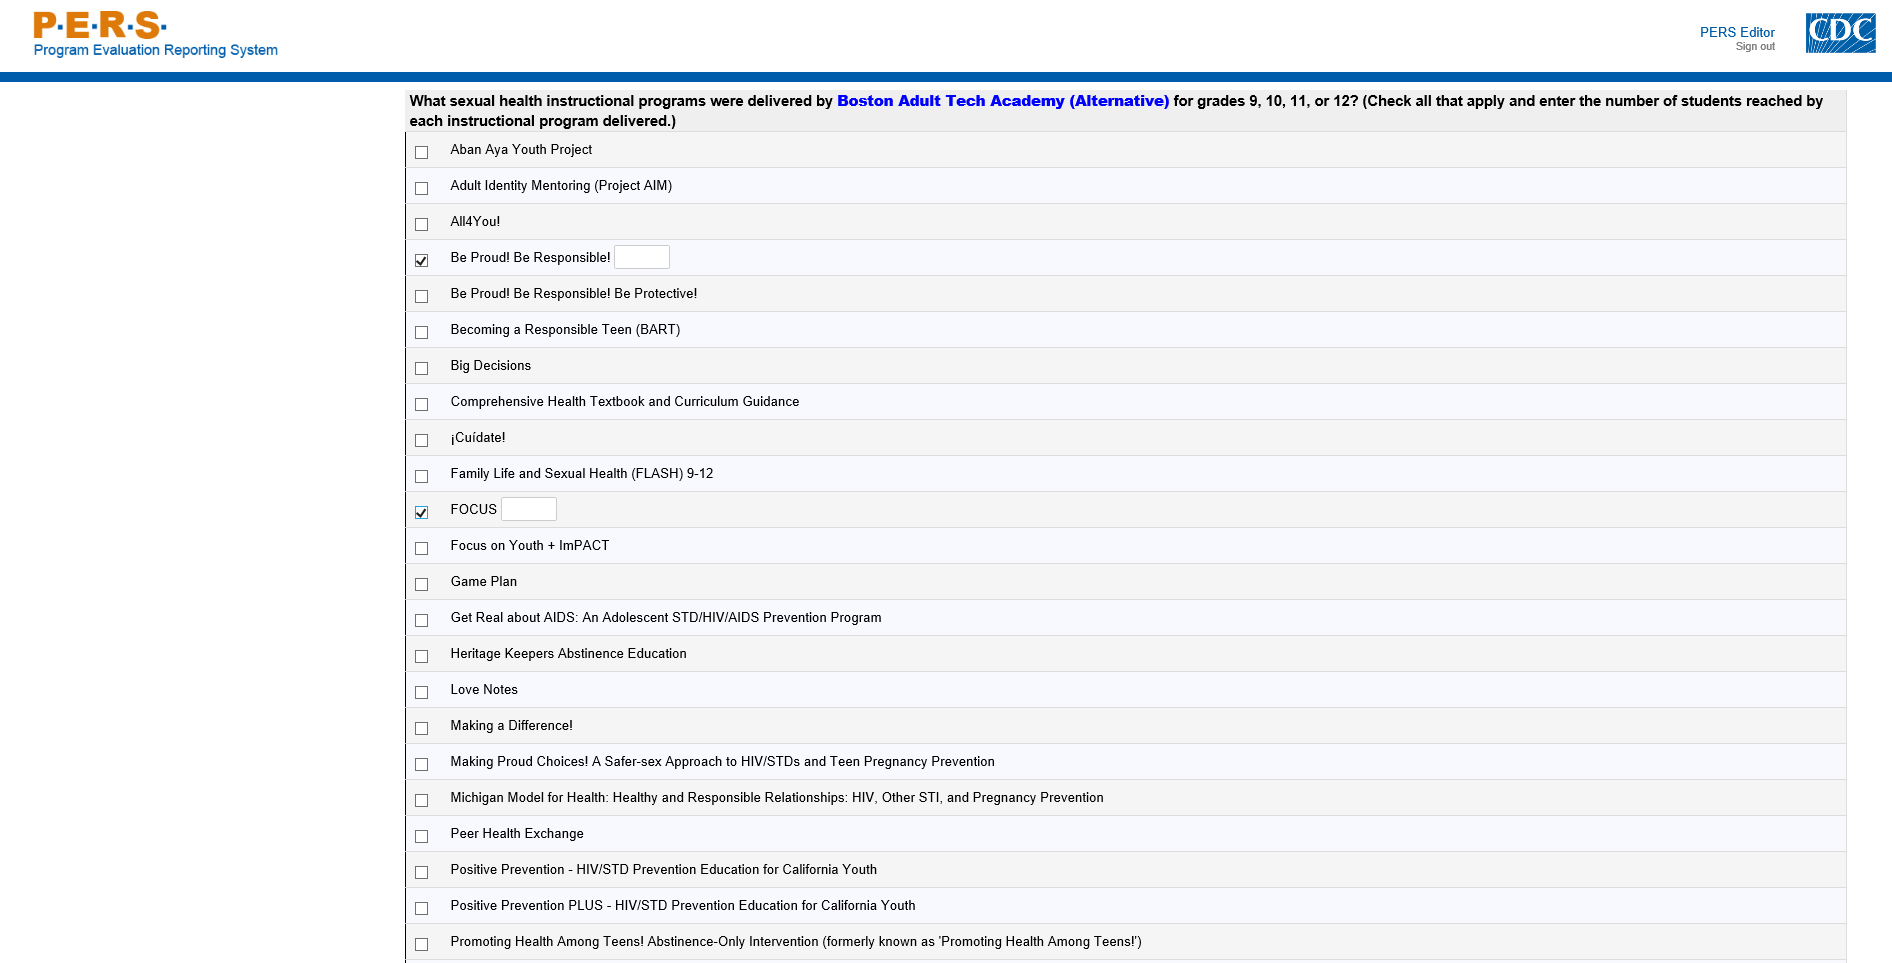 P·E·R·S·
Program Evaluation Reporting System
PERS Editor
Sign out
CDC
What sexual health instructional programs were delivered by Boston Adult Tech Academy (Alternative) for grades 9, 10, 11, or 12? (Check all that apply and enter the number of students reached by
each instructional program delivered.)
Aban Aya Youth Project
Adult Identity Mentoring (Project AIM)
All4You!
Be Proud! Be Responsible!
Be Proud! Be Responsible! Be Protective!
Becoming a Responsible Teen (BART)
Big Decisions
Comprehensive Health Textbook and Curriculum Guidance
¡Cuídate!
Family Life and Sexual Health (FLASH) 9-12
FOCUS
Focus on Youth + ImPACT
Game Plan
Get Real about AIDS: An Adolescent STD/HIV/AIDS Prevention Program
Heritage Keepers Abstinence Education
Love Notes
Making a Difference!
Making Proud Choices! A Safer-sex Approach to HIV/STDs and Teen Pregnancy Prevention
Michigan Model for Health: Healthy and Responsible Relationships: HIV, Other STI, and Pregnancy Prevention
Peer Health Exchange
Positive Prevention - HIV/STD Prevention Education for California Youth
Positive Prevention PLUS - HIV/STD Prevention Education for California Youth
Promoting Health Among Teens! Abstinence-Only Intervention (formerly known as 'Promoting Health Among Teens!')